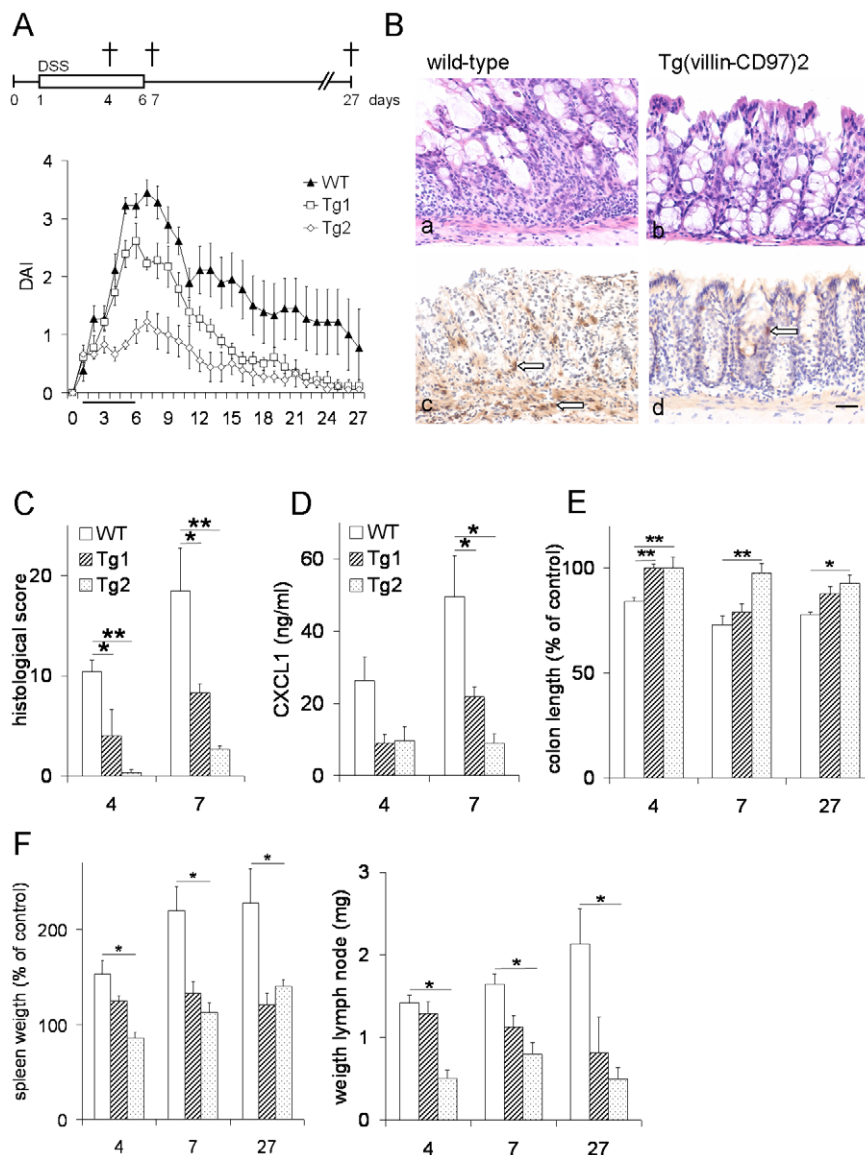 A
DSS
0 1 4 6 7 27 days
4
3
2
1
0
DAI
WT
Tg1
Tg2
0 3 6 9 12 15 18 21 24 27
B
wild-type
Tg(villin-CD97)2
a
b
c
d
C
histological score
20
10
0
WT
Tg1
Tg2
*
**
*
**
4 7
D
CXCL1 (ng/ml)
60
40
20
0
WT
Tg1
Tg2
*
*
4 7
E
colon length (% of control)
100
50
0
**
**
**
*
4 7 27
F
spleen weigth (% of control)
200
100
0
*
*
*
4 7 27
weigth lymph node (mg)
3
2
1
0
*
*
*
4 7 27